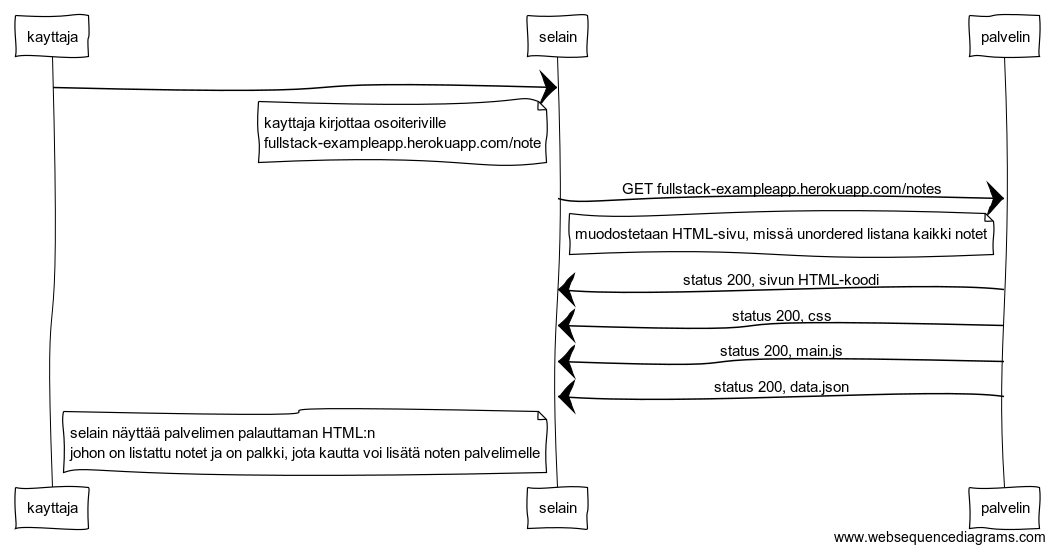 kayttaja
selain
palvelin
kayttaja kirjottaa osoiteriville
fullstack-exampleapp.herokuapp.com/note
GET fullstack-exampleapp.herokuapp.com/notes
muodostetaan HTML-sivu, missä unordered listana kaikki notet
status 200, sivun HTML-koodi
status 200, css
status 200, main.js
status 200, data.json
selain näyttää palvelimen palauttaman HTML:n
johon on listattu notet ja on palkki, jota kautta voi lisätä noten palvelimelle
kayttaja
selain
palvelin
www.websequencediagrams.com